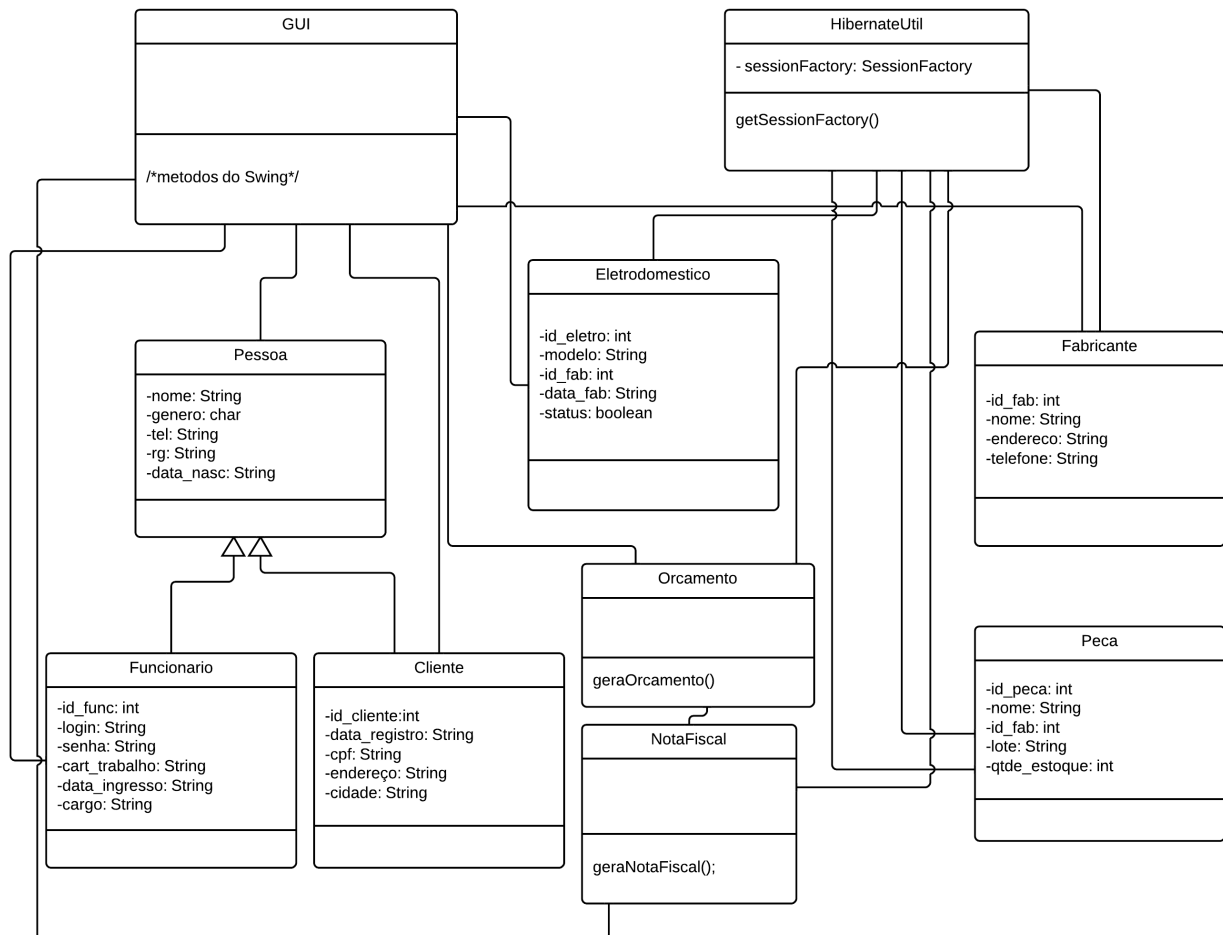 GUI
/*metodos do Swing*/
HibernateUtil
- sessionFactory: SessionFactory
getSessionFactory()
Eletrodomestico
-id_eletro: int
-modelo: String
-id_fab: int
-data_fab: String
-status: boolean
Fabricante
-id_fab: int
-nome: String
-endereco: String
-telefone: String
Pessoa
-nome: String
-genero: char
-tel: String
-rg: String
-data_nasc: String
Funcionario
-id_func: int
-login: String
-senha: String
-cart_trabalho: String
-data_ingresso: String
-cargo: String
Cliente
-id_cliente:int
-data_registro: String
-cpf: String
-endereço: String
-cidade: String
Orcamento
geraOrcamento()
NotaFiscal
geraNotaFiscal();
Peca
-id_peca: int
-nome: String
-id_fab: int
-lote: String
-qtde_estoque: int